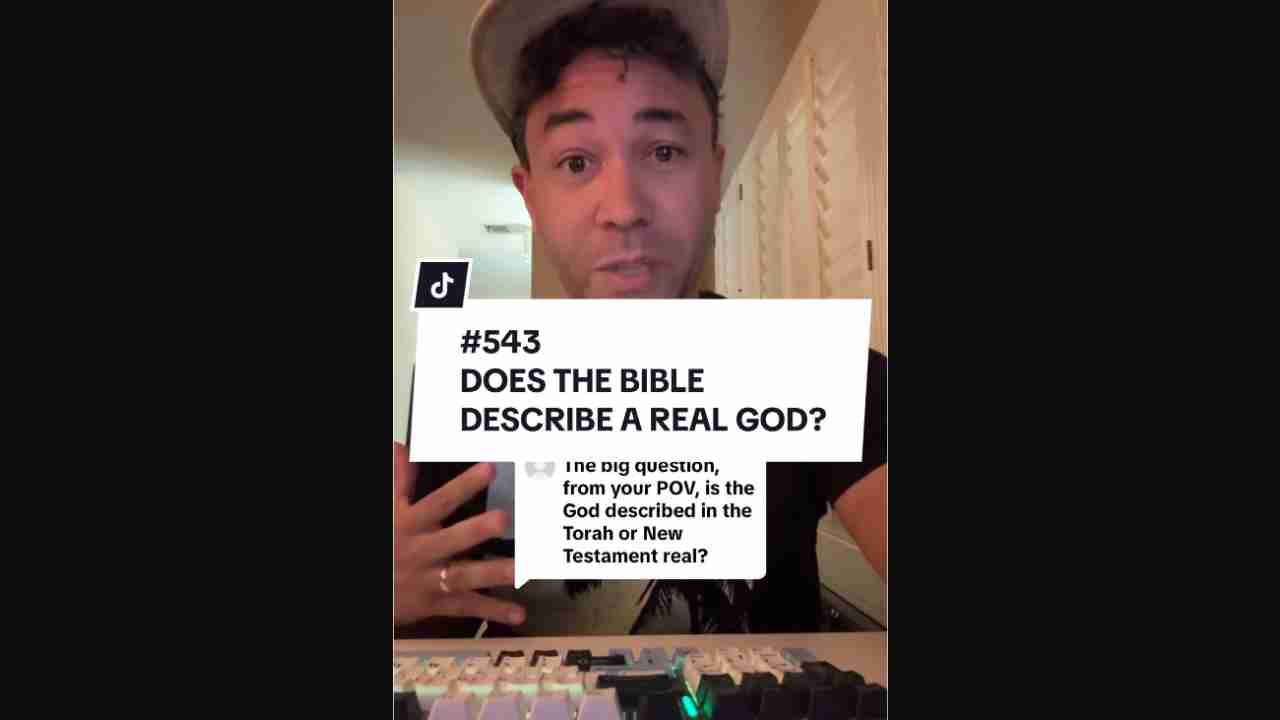 #543
DOES THE BIBLE
DESCRIBE A REAL GOD?
The big question,
from your POV, is the
God described in the
Torah or New
Testament real?